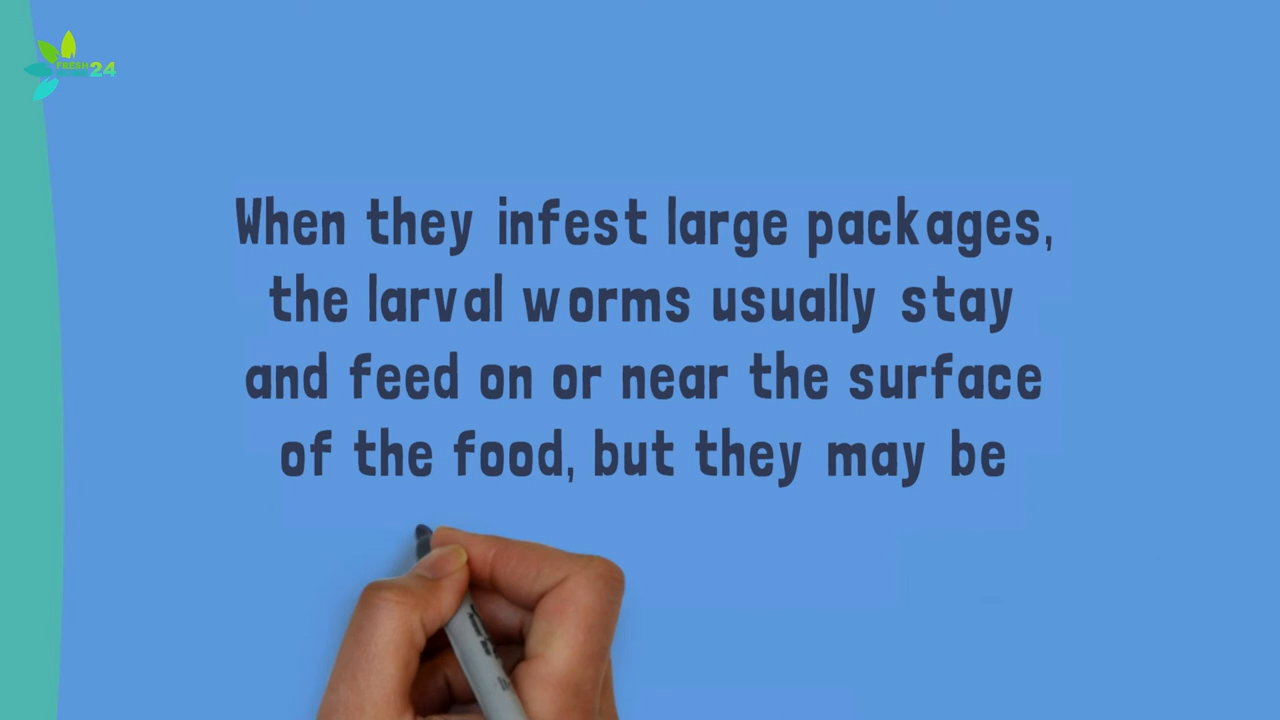 FRESH
24
When they infest large packages,
the larval worms usually stay
and feed on or near the surface
of the food, but they may be